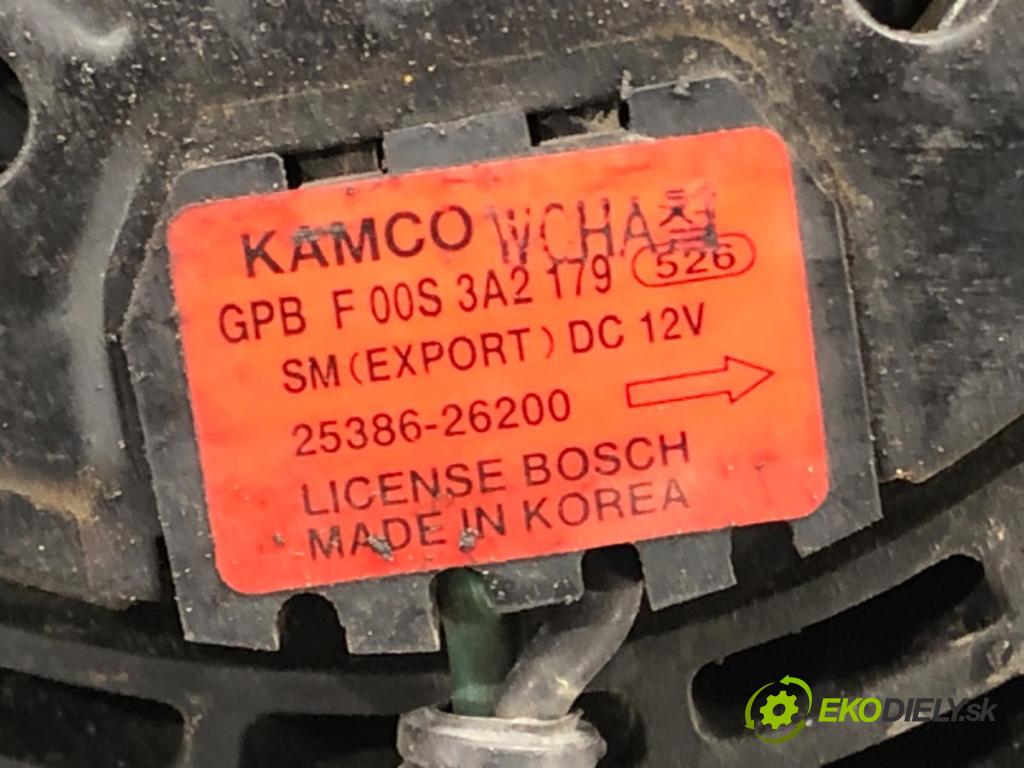 KAMCO WCHA
GPB F 00S 3A2 179 526
SM (EXPORT) DC 12V
25386-26200
LICENSE BOSCH
MADE IN KOREA
EKODIELY.sk